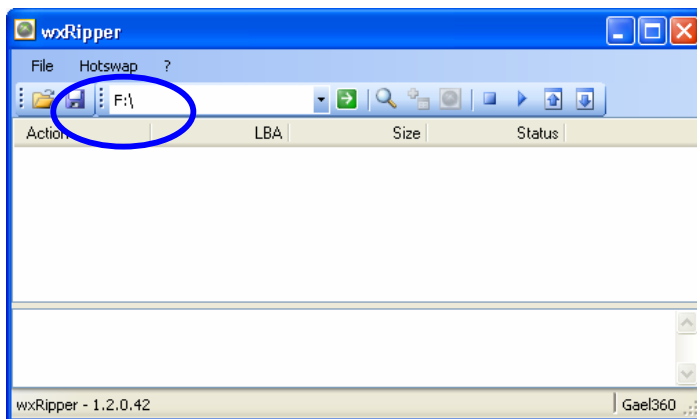 wxRipper
File Hotswap ?
F:\
Action LBA Size Status
wxRipper - 1.2.0.42 Gael360